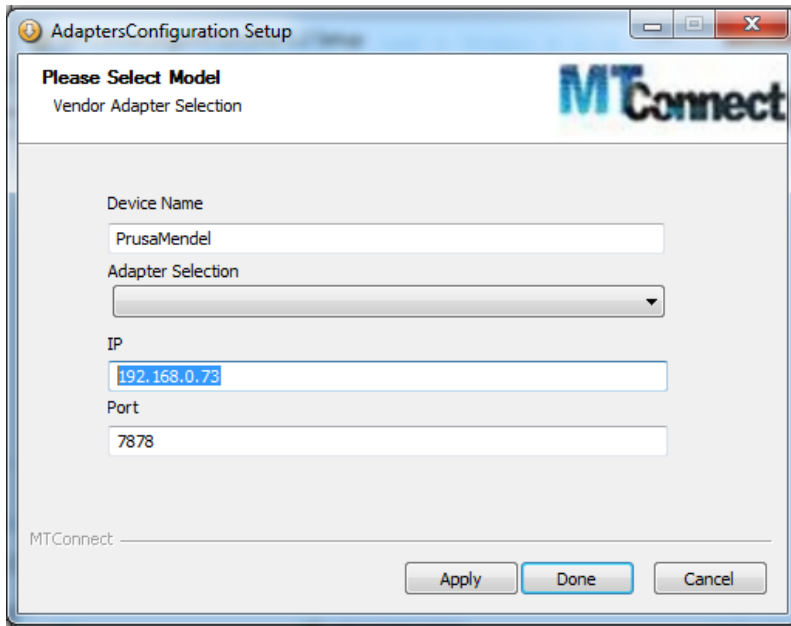 AdaptersConfiguration Setup
Please Select Model
Vendor Adapter Selection
MTConnect
Device Name
PrusaMendel
Adapter Selection
IP
192.168.0.73
Port
7878
MTConnect
Apply Done Cancel